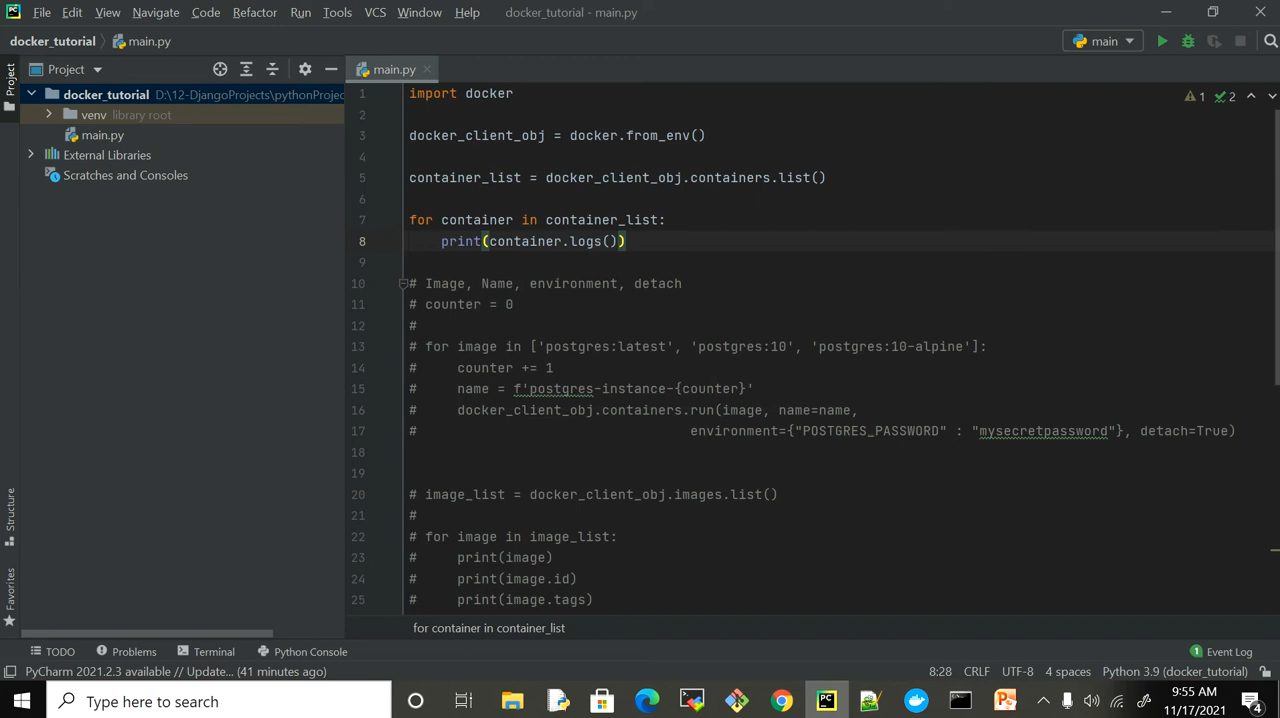 PC File Edit View Navigate Code Refactor Run Tools VCS Window Help docker_tutorial - main.py
docker_tutorial main.py main
Project Project main.py
docker_tutorial D:\12-DjangoProjects\pythonProjec
venv library root
main.py
External Libraries
Scratches and Consoles
1 import docker
1 2
2
3 docker_client_obj = docker.from_env()
4
5 container_list = docker_client_obj.containers.list()
6
7 for container in container_list:
8 print(container.logs())
9
10 # Image, Name, environment, detach
11 # counter = 0
12 #
13 # for image in ['postgres:latest', 'postgres:10', 'postgres:10-alpine']:
14 # counter += 1
15 # name = f'postgres-instance-{counter}'
16 # docker_client_obj.containers.run(image, name=name,
17 # environment={"POSTGRES_PASSWORD" : "mysecretpassword"}, detach=True)
18
19
20 # image_list = docker_client_obj.images.list()
21 #
22 # for image in image_list:
23 # print(image)
24 # print(image.id)
25 # print(image.tags)
Structure
Favorites
for container in container_list
TODO Problems Terminal Python Console 1 Event Log
PyCharm 2021.2.3 available // Update... (41 minutes ago) 8:28 CRLF UTF-8 4 spaces Python 3.9 (docker_tutorial)
Type here to search
9:55 AM
11/17/2021
4